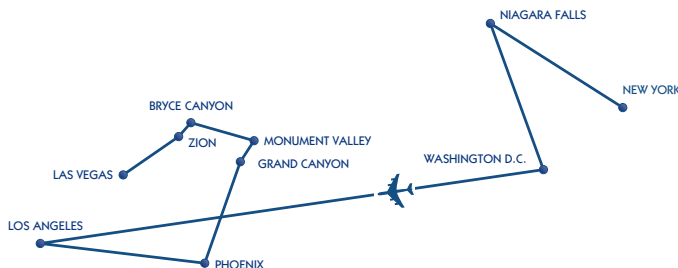 NIAGARA FALLS
NEW YORK
BRYCE CANYON
ZION
MONUMENT VALLEY
GRAND CANYON
WASHINGTON D.C.
LAS VEGAS
LOS ANGELES
PHOENIX